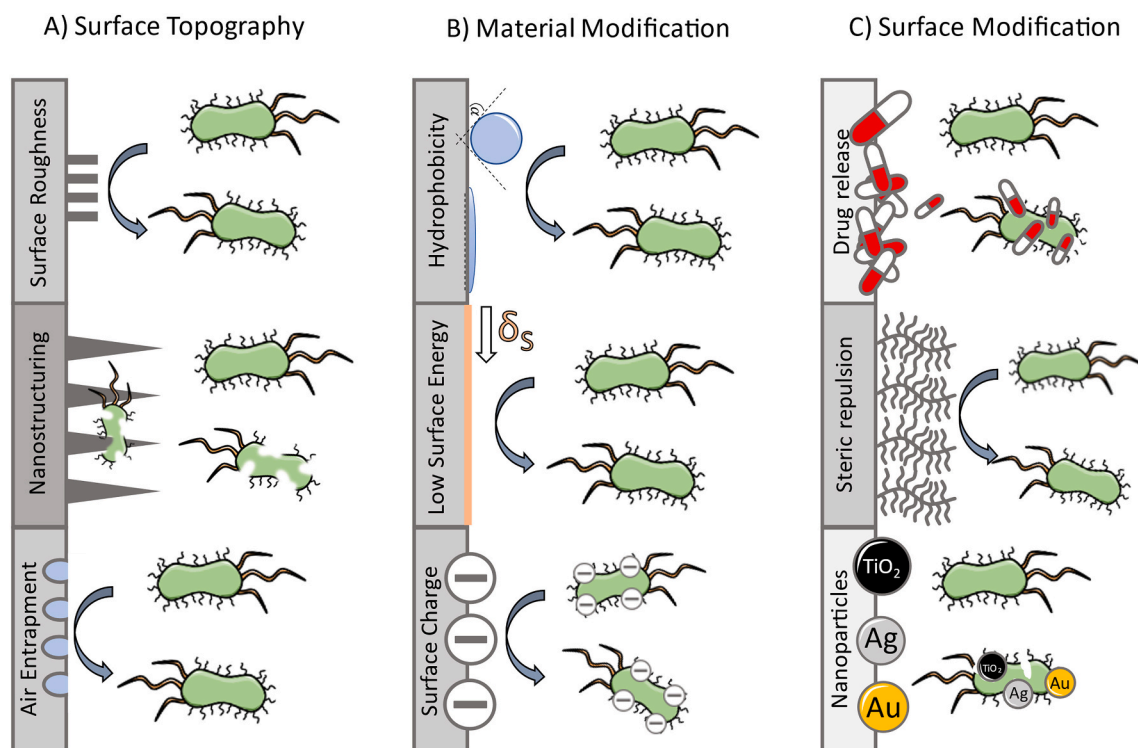 A) Surface Topography
Surface Roughness
Nanostructuring
Air Entrapment
B) Material Modification
Hydrophobicity
α
Low Surface Energy
δs
Surface Charge
C) Surface Modification
Drug release
Steric repulsion
Nanoparticles
TiO₂
Ag
Au
TiO₂
Ag
Au